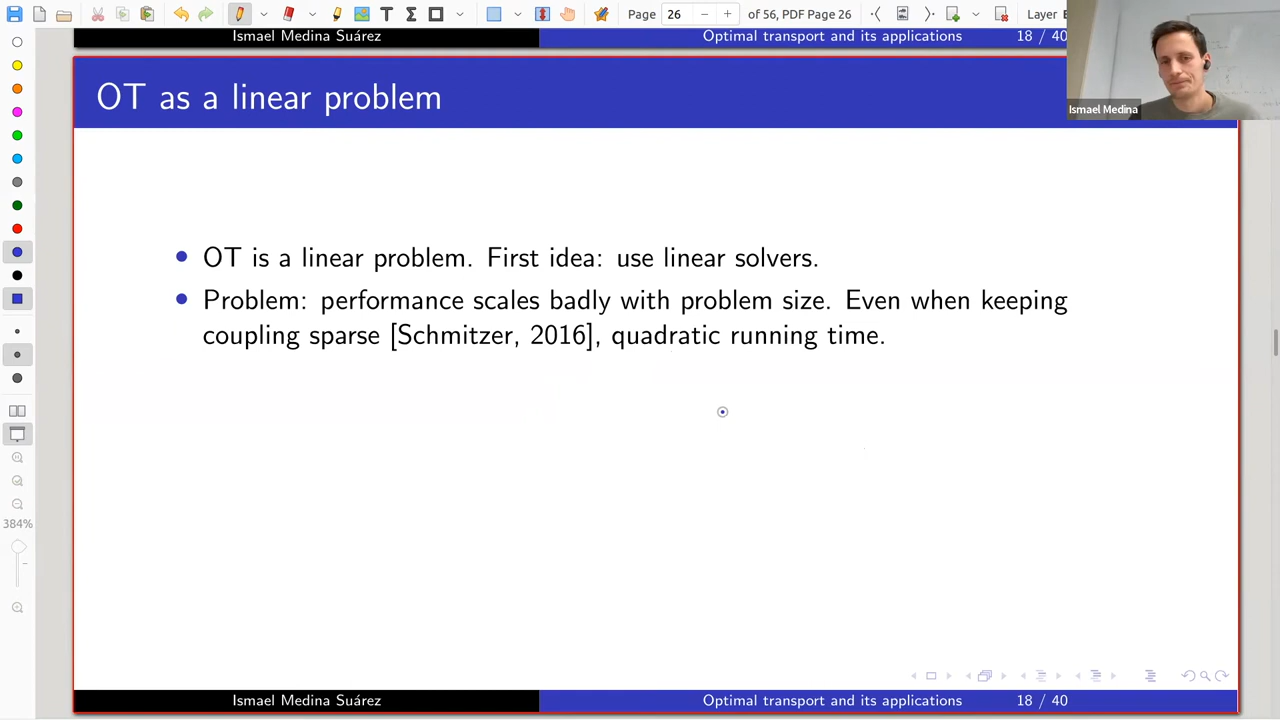 Page 26 of 56, PDF Page 26 Layer
Ismael Medina Suárez Optimal transport and its applications 18 / 40
OT as a linear problem
Ismael Medina
OT is a linear problem. First idea: use linear solvers.
Problem: performance scales badly with problem size. Even when keeping
coupling sparse [Schmitzer, 2016], quadratic running time.
384%
Ismael Medina Suárez Optimal transport and its applications 18 / 40